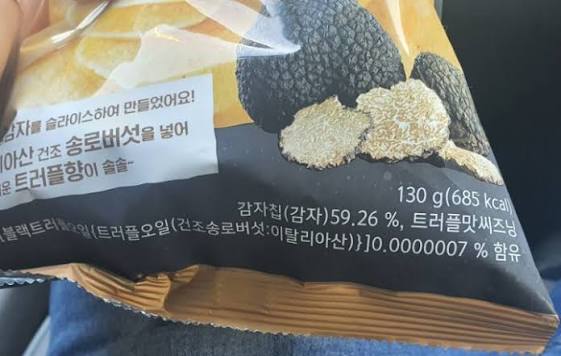 감자를 슬라이스하여 만들었어요!
아산 건조 송로버섯을 넣어
트러플향이 솔솔~
130 g(685 kcal)
감자칩(감자)59.26 %, 트러플맛씨즈닝
{블랙트러플오일(트러플오일(건조송로버섯:이탈리아산)}]0.0000007 % 함유